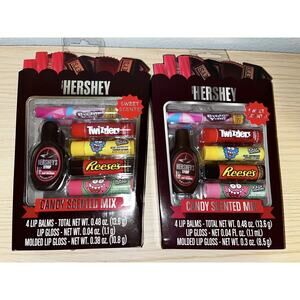 HERSHEY
SWEET
SCENTS
Twizzlers
HERSHEY'S
Reese's
CANDY SCENTED MIX
4 LIP BALMS - TOTAL NET WT. 0.48 oz. (13.6 g)
LIP GLOSS - NET WT. 0.04 oz. (1.1 g)
MOLDED LIP GLOSS - NET WT. 0.38 oz. (10.8 g)
HERSHEY
Twizzlers
HERSHEY'S
Reese's
CANDY SCENTED MIX
4 LIP BALMS - TOTAL NET WT. 0.48 oz. (13.6 g)
LIP GLOSS - NET WT. 0.04 FL oz. (1.1 mL)
MOLDED LIP GLOSS - NET WT. 0.3 oz. (8.5 g)